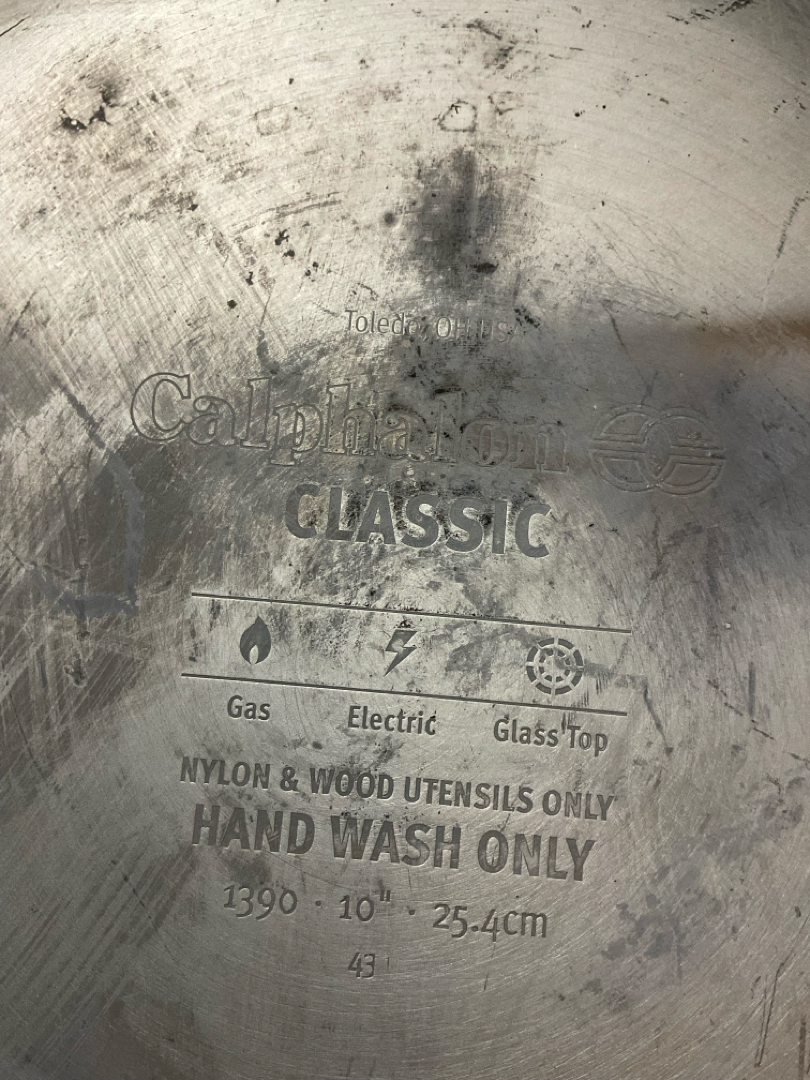 Toledo, OH US
Calphalon
CLASSIC
Gas Electric Glass Top
NYLON & WOOD UTENSILS ONLY
HAND WASH ONLY
1390 · 10" · 25.4cm
43